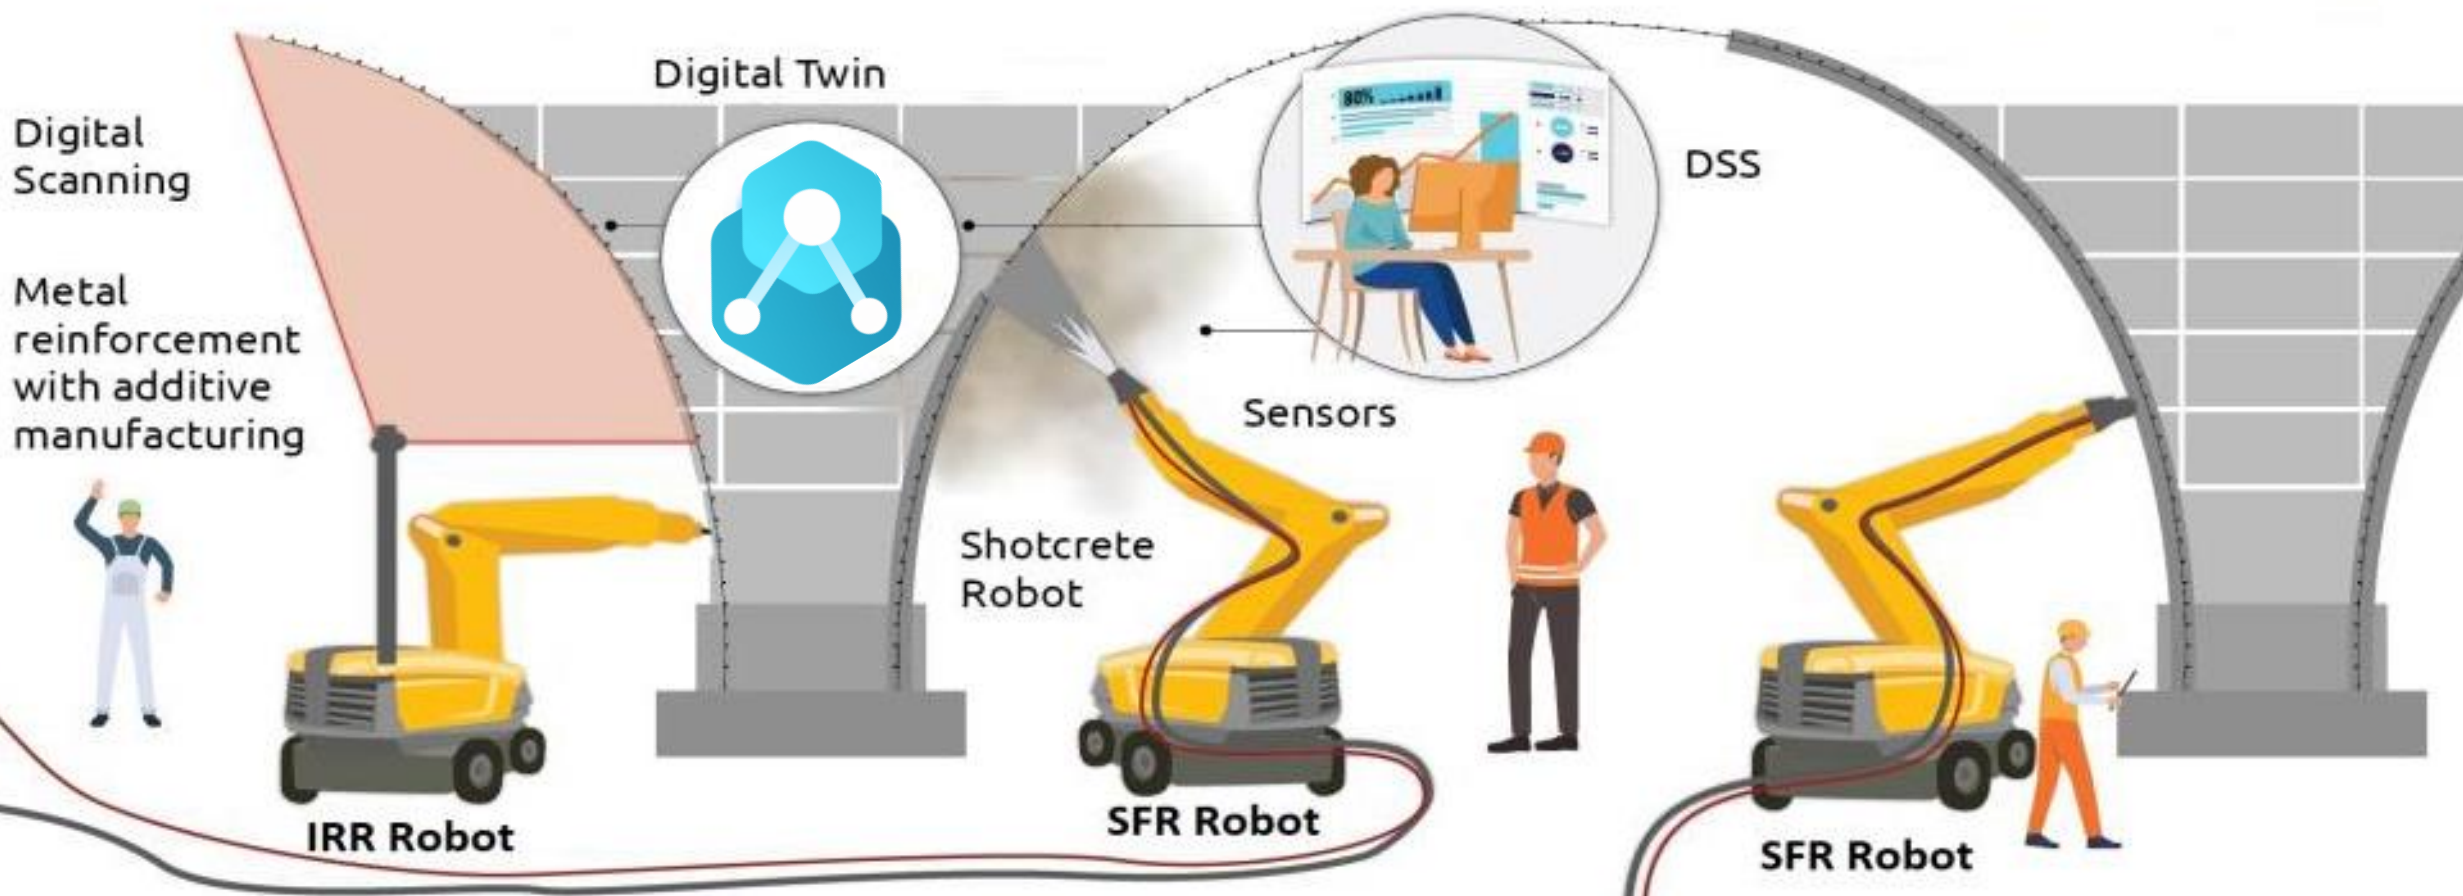 Digital Twin
80%
Digital
Scanning
DSS
Metal
reinforcement
with additive
manufacturing
Sensors
Shotcrete
Robot
IRR Robot
SFR Robot
SFR Robot